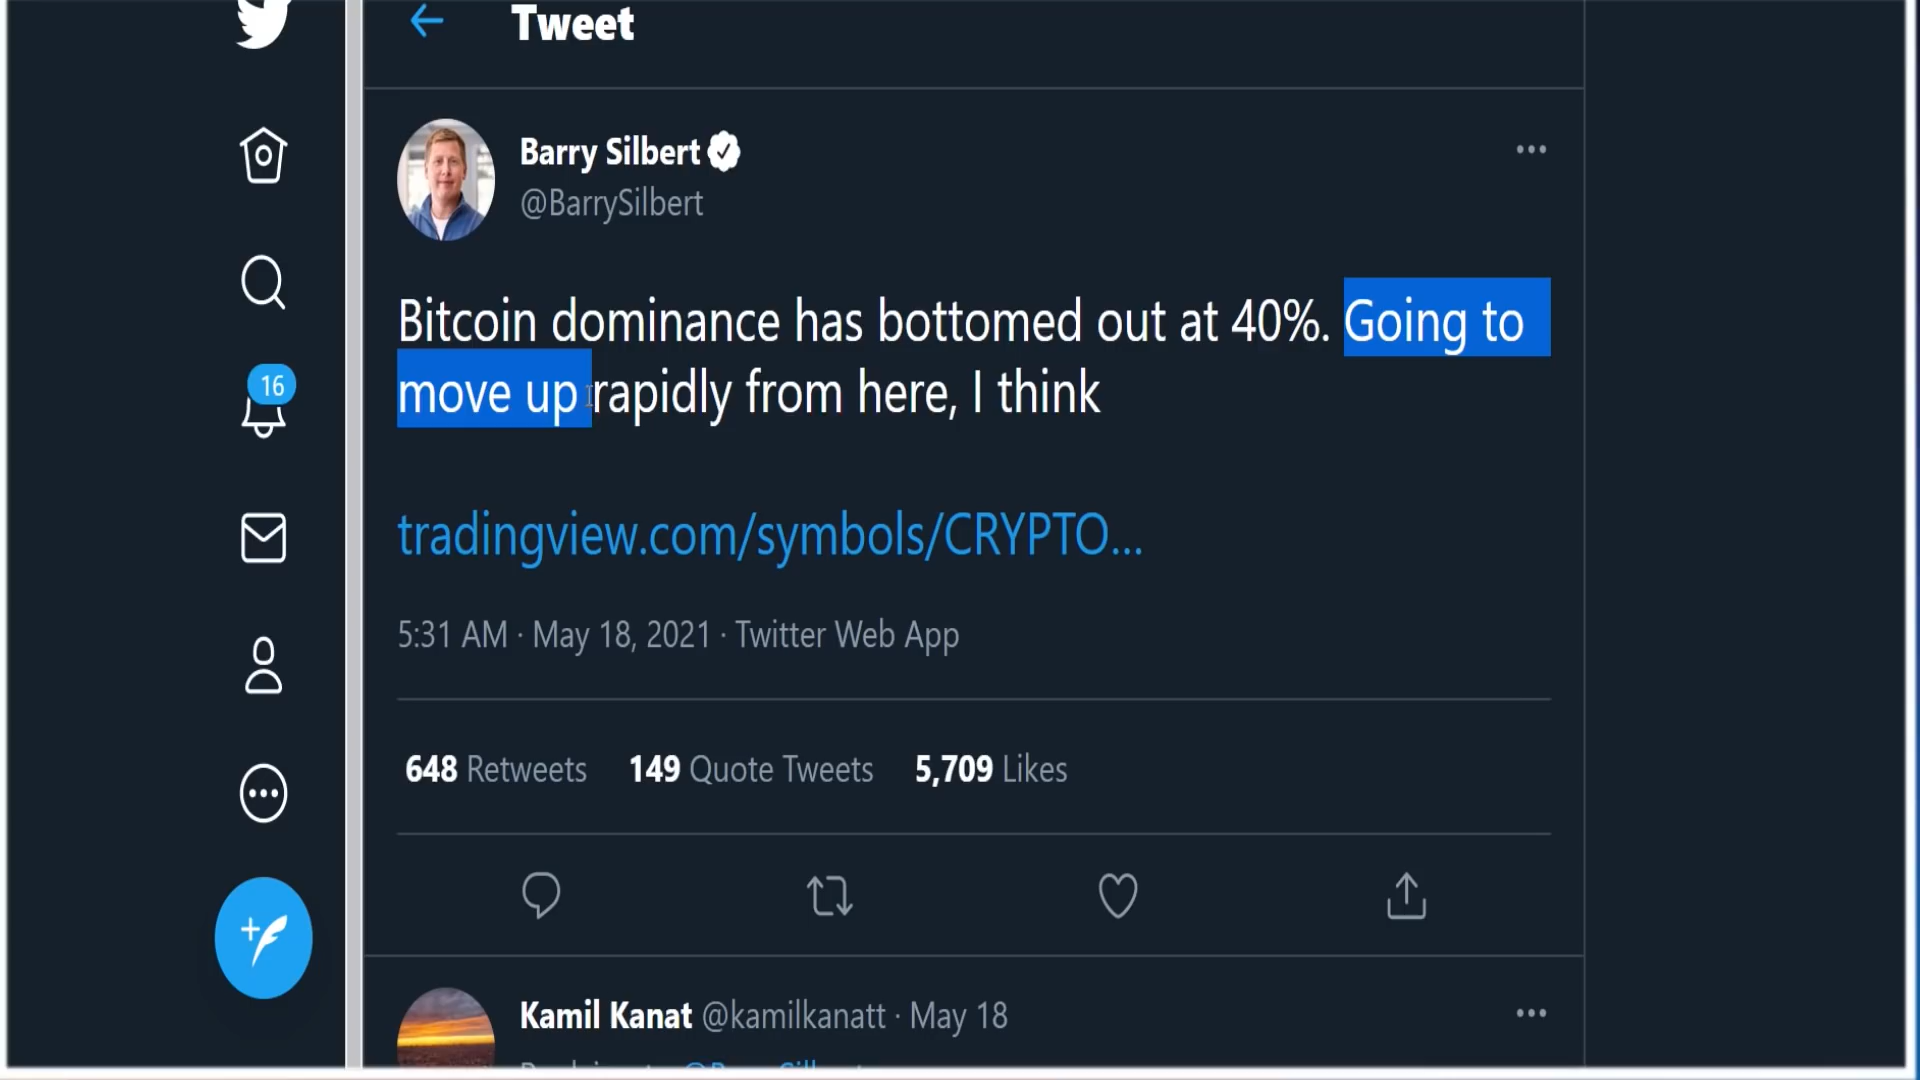 Tweet
Barry Silbert
@BarrySilbert
Bitcoin dominance has bottomed out at 40%. Going to
move up rapidly from here, I think
16
tradingview.com/symbols/CRYPTO...
5:31 AM · May 18, 2021 · Twitter Web App
648 Retweets 149 Quote Tweets 5,709 Likes
Kamil Kanat @kamilkanatt · May 18